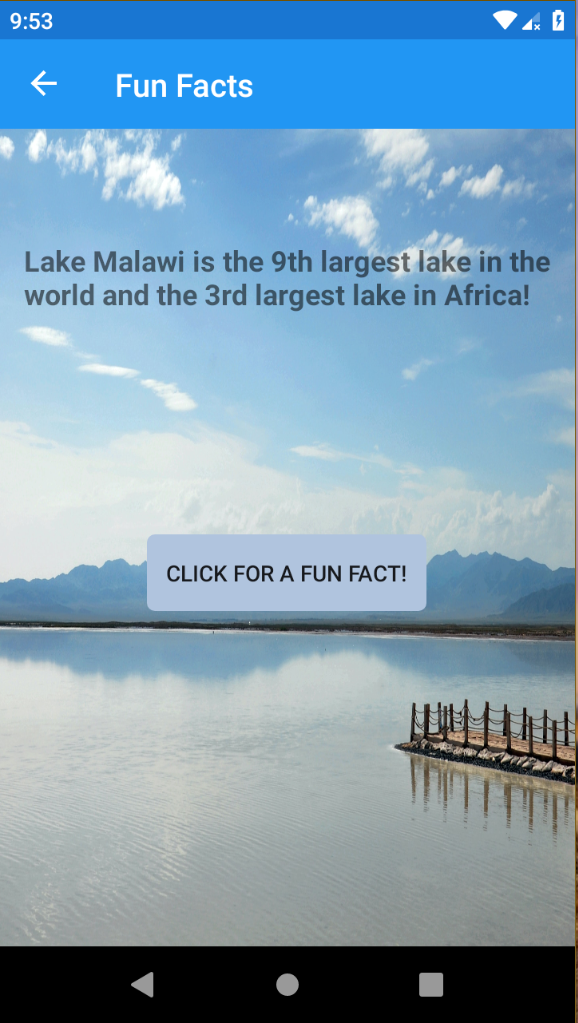 9:53
Fun Facts
Lake Malawi is the 9th largest lake in the
world and the 3rd largest lake in Africa!
CLICK FOR A FUN FACT!